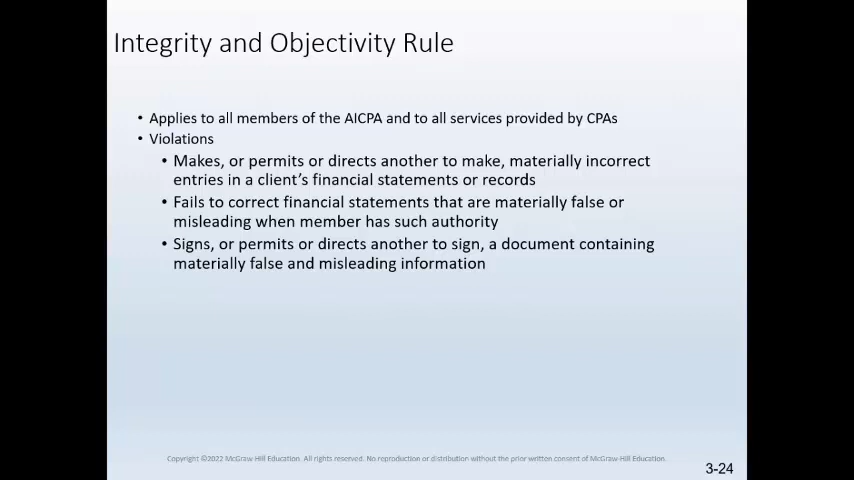 Integrity and Objectivity Rule
• Applies to all members of the AICPA and to all services provided by CPAs
• Violations
• Makes, or permits or directs another to make, materially incorrect
entries in a client's financial statements or records
• Fails to correct financial statements that are materially false or
misleading when member has such authority
• Signs, or permits or directs another to sign, a document containing
materially false and misleading information
Copyright ©2022 McGraw-Hill Education. All rights reserved. No reproduction or distribution without the prior written consent of McGraw-Hill Education.
3-24